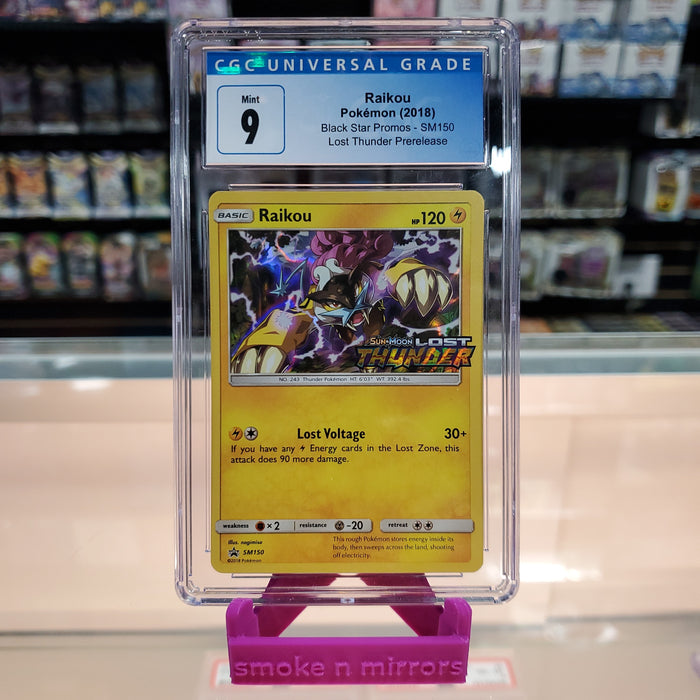 CGC UNIVERSAL GRADE
Mint
9
Raikou
Pokémon (2018)
Black Star Promos - SM150
Lost Thunder Prerelease
BASIC Raikou HP 120
SUN & MOON LOST
THUNDER
NO. 243 Thunder Pokémon HT: 6'03" WT: 392.4 lbs.
Lost Voltage 30+
If you have any Energy cards in the Lost Zone, this
attack does 90 more damage.
weakness × 2 resistance -20 retreat
Illus. nagimiso
SM150
©2018 Pokémon
This rough Pokémon stores energy inside its
body, then sweeps across the land, shooting
off electricity.
smoke n mirrors